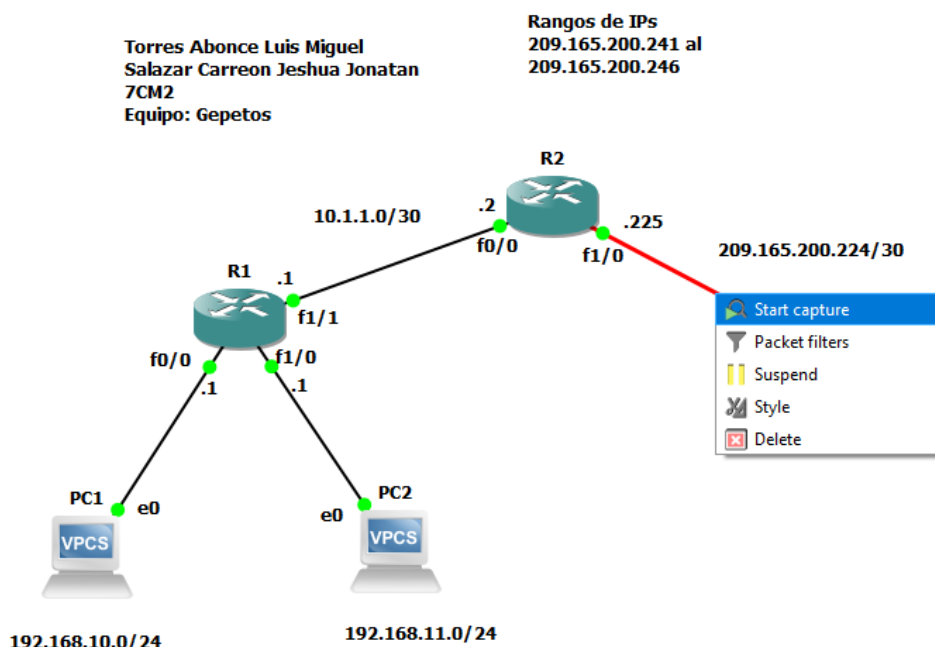 Torres Abonce Luis Miguel
Salazar Carreon Jeshua Jonatan
7CM2
Equipo: Gepetos
Rangos de IPs
209.165.200.241 al
209.165.200.246
R2
.2
.225
10.1.1.0/30
f0/0
f1/0
209.165.200.224/30
R1
.1
f1/1
Start capture
Packet filters
Suspend
Style
Delete
f0/0
f1/0
.1
.1
PC1
e0
PC2
e0
VPCS
VPCS
192.168.10.0/24
192.168.11.0/24